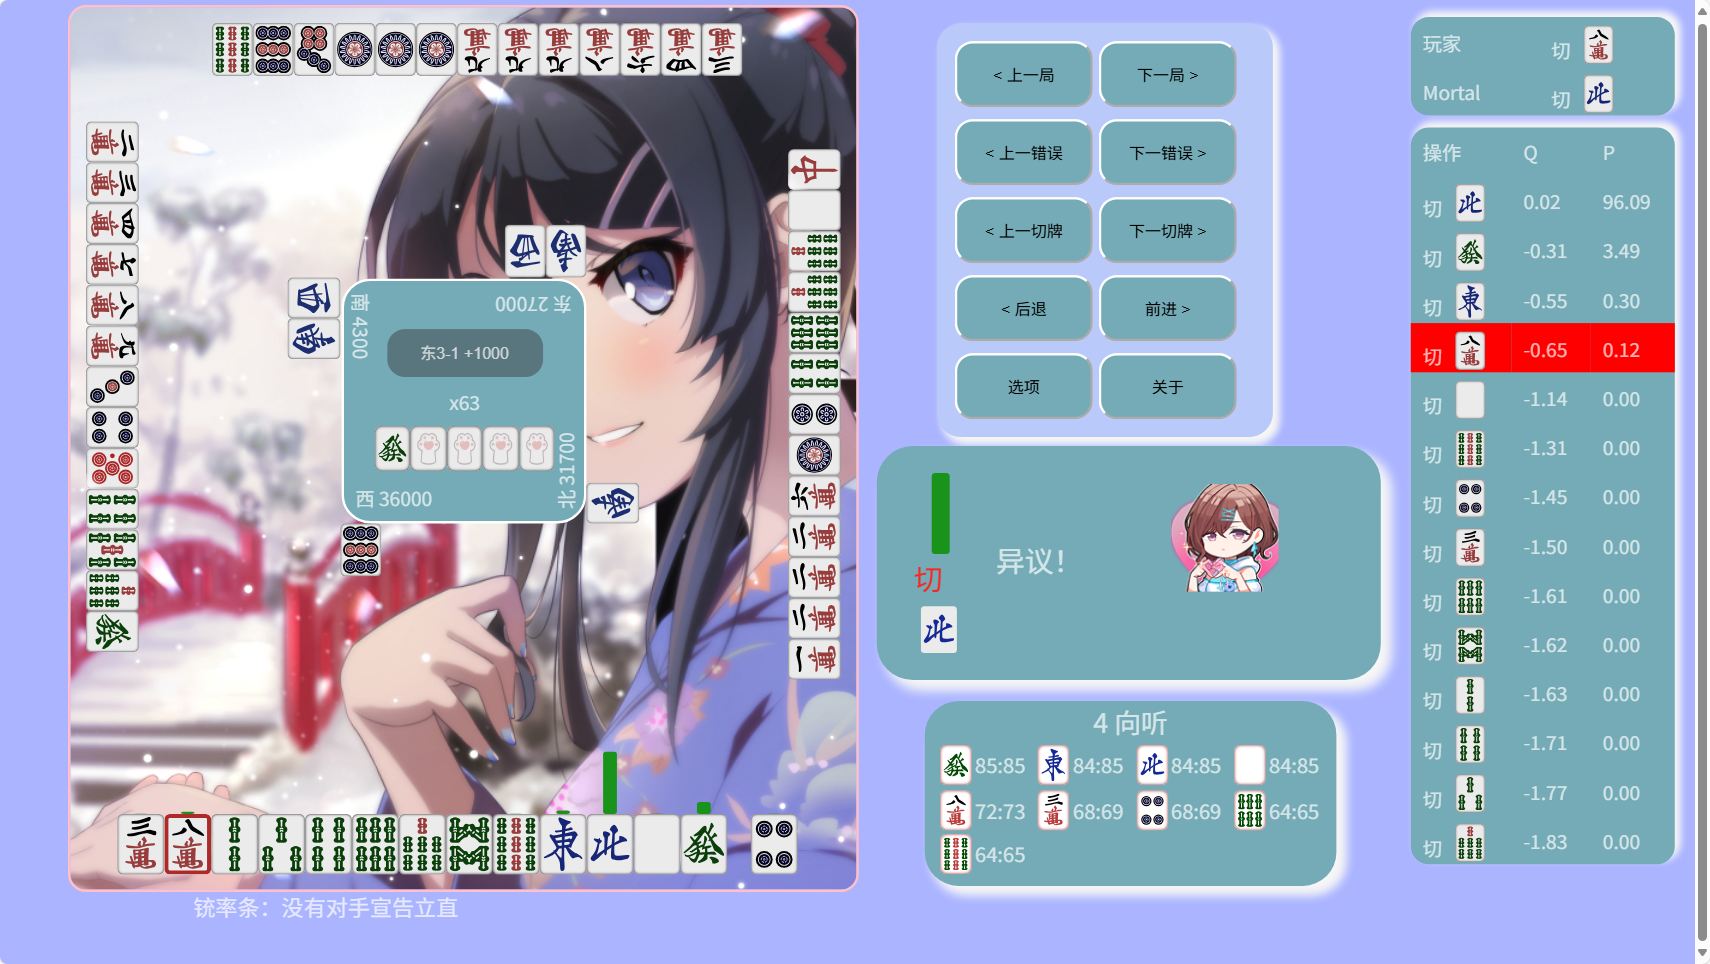 < 上一局
下一局 >
< 上一错误
下一错误 >
< 上一切牌
下一切牌 >
< 后退
前进 >
选项
关于
东 27000
南 4300
东3-1 +1000
x63
西 36000
北 31700
铳率条：没有对手宣告立直
切
异议！
4 向听
85:85
84:85
84:85
84:85
72:73
68:69
68:69
64:65
64:65
玩家 切
Mortal 切
操作 Q P
切 0.02 96.09
切 -0.31 3.49
切 -0.55 0.30
切 -0.65 0.12
切 -1.14 0.00
切 -1.31 0.00
切 -1.45 0.00
切 -1.50 0.00
切 -1.61 0.00
切 -1.62 0.00
切 -1.63 0.00
切 -1.71 0.00
切 -1.77 0.00
切 -1.83 0.00